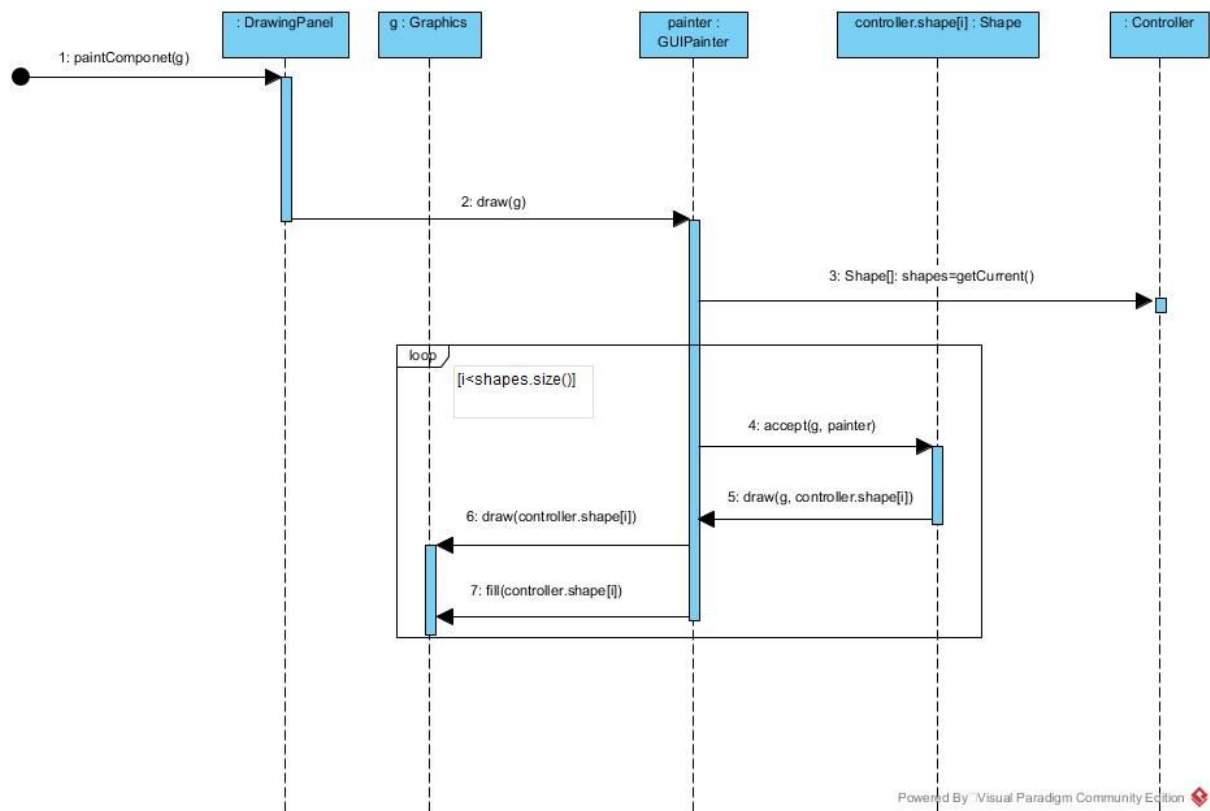 : DrawingPanel
g : Graphics
painter :
GUIPainter
controller.shape[i] : Shape
: Controller
1: paintComponet(g)
2: draw(g)
3: Shape[]: shapes=getCurrent()
loop
[i<shapes.size()]
4: accept(g, painter)
5: draw(g, controller.shape[i])
6: draw(controller.shape[i])
7: fill(controller.shape[i])
Powered By Visual Paradigm Community Edition